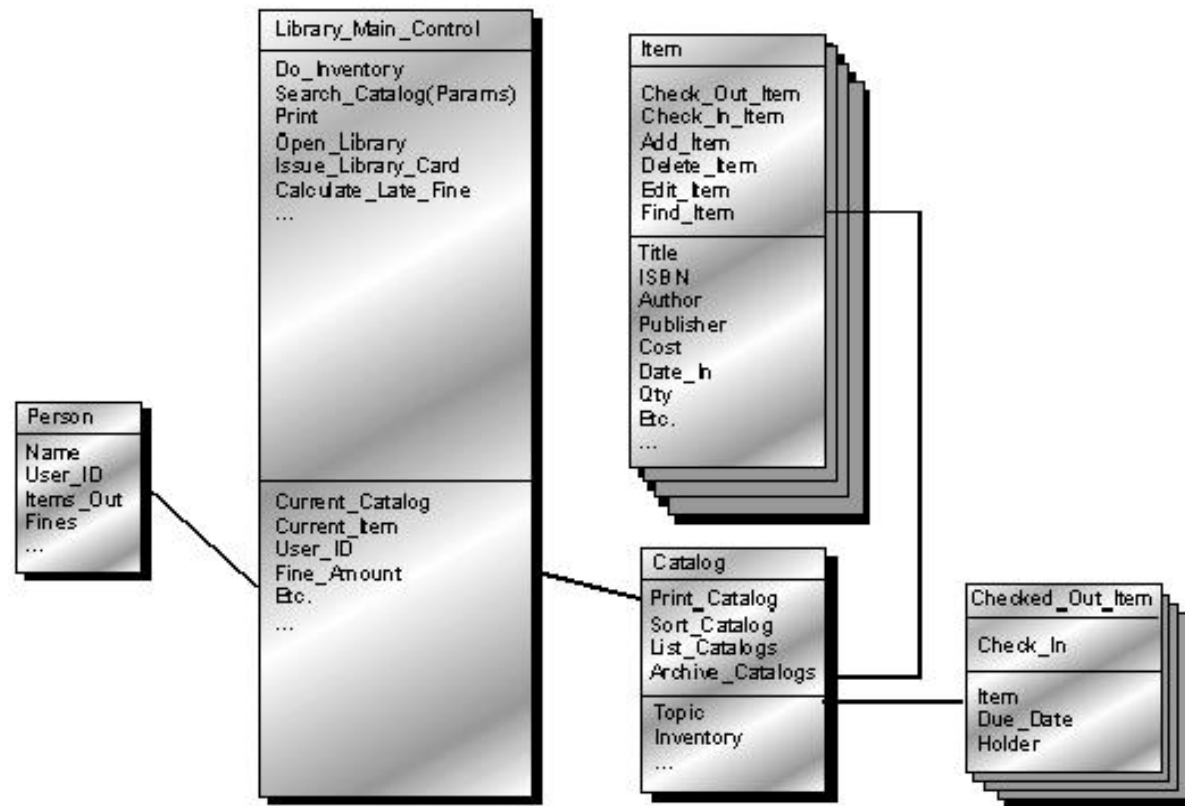 Library_Main_Control
Do_Inventory
Search_Catalog(Params)
Print
Open_Library
Issue_Library_Card
Calculate_Late_Fine
...
Current_Catalog
Current_Item
User_ID
Fine_Amount
Etc.
...
Item
Check_Out_Item
Check_In_Item
Add_Item
Delete_Item
Edit_Item
Find_Item
Title
ISBN
Author
Publisher
Cost
Date_In
Qty
Etc.
...
Person
Name
User_ID
Items_Out
Fines
...
Catalog
Print_Catalog
Sort_Catalog
List_Catalogs
Archive_Catalogs
Topic
Inventory
...
Checked_Out_Item
Check_In
Item
Due_Date
Holder